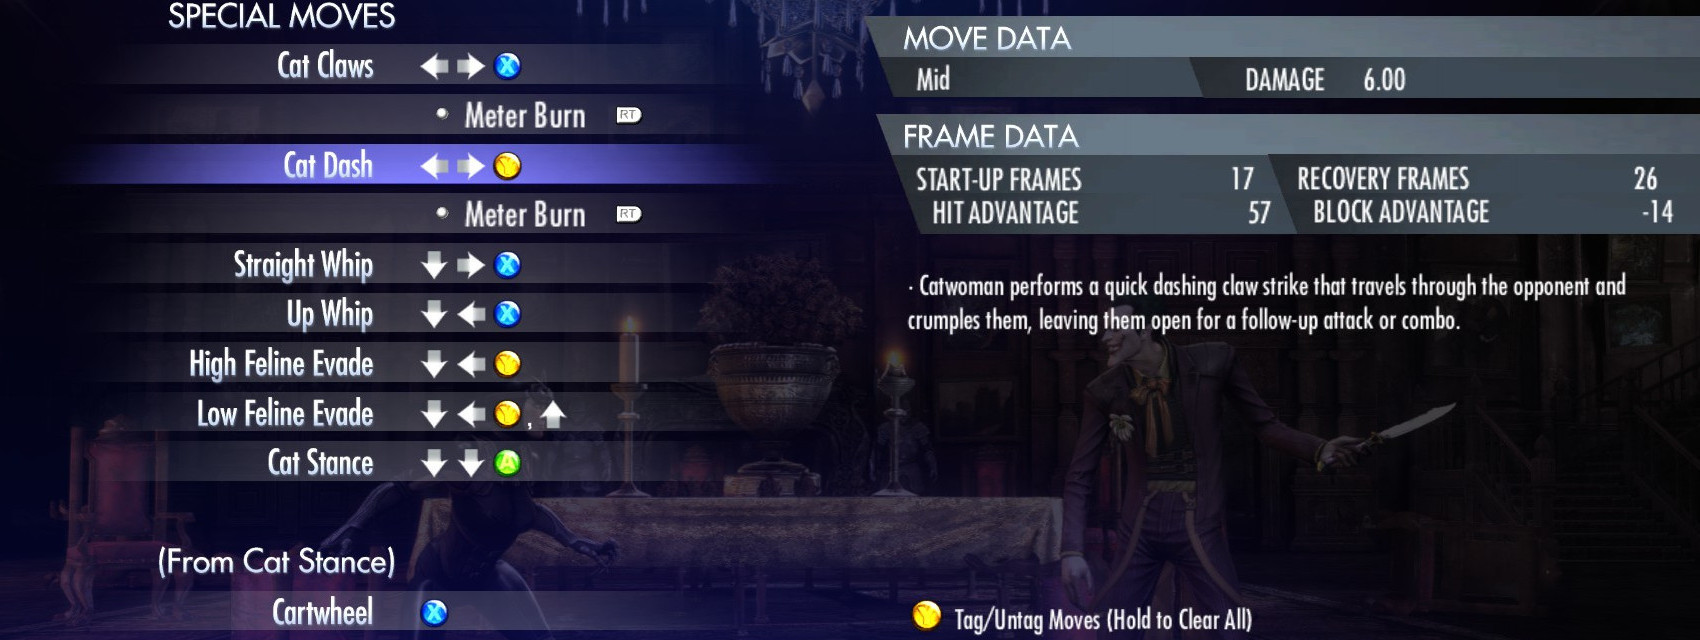 SPECIAL MOVES
Cat Claws X
• Meter Burn RT
Cat Dash Y
• Meter Burn RT
Straight Whip X
Up Whip X
High Feline Evade Y
Low Feline Evade Y ,
Cat Stance A
(From Cat Stance)
Cartwheel X
MOVE DATA
Mid DAMAGE 6.00
FRAME DATA
START-UP FRAMES 17 RECOVERY FRAMES 26
HIT ADVANTAGE 57 BLOCK ADVANTAGE -14
· Catwoman performs a quick dashing claw strike that travels through the opponent and
crumples them, leaving them open for a follow-up attack or combo.
Y Tag/Untag Moves (Hold to Clear All)